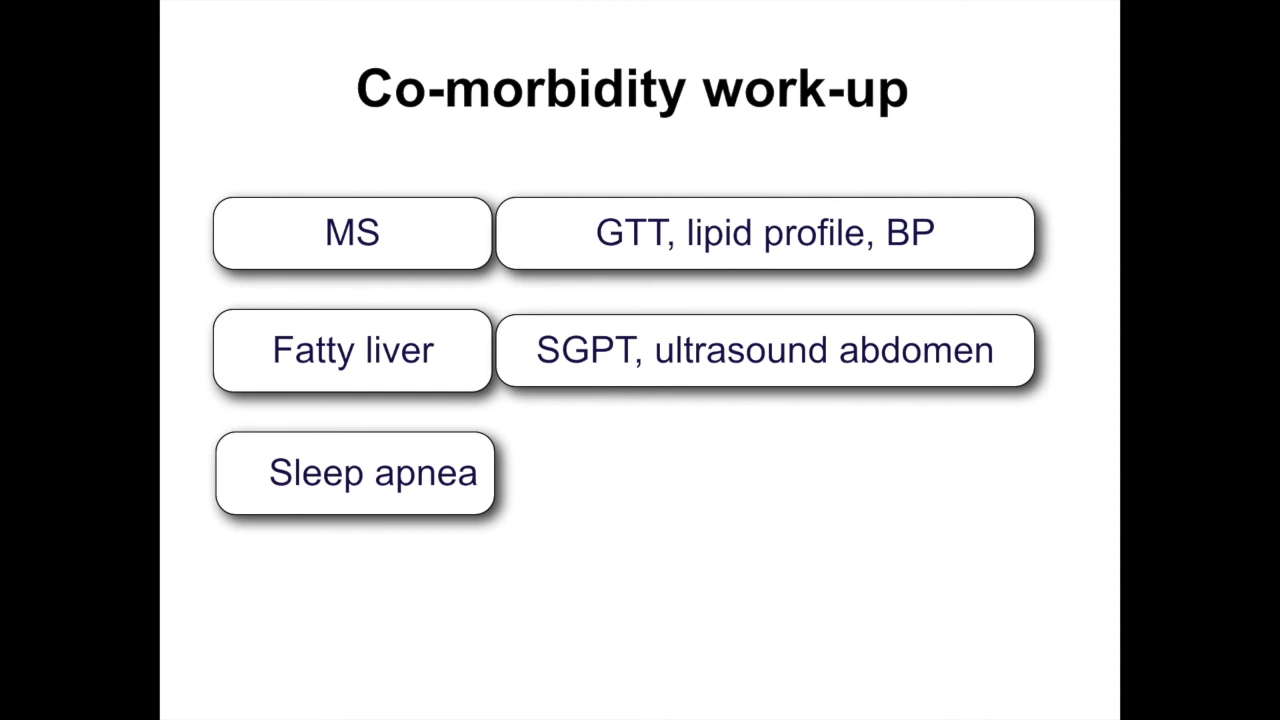 Co-morbidity work-up
MS
GTT, lipid profile, BP
Fatty liver
SGPT, ultrasound abdomen
Sleep apnea